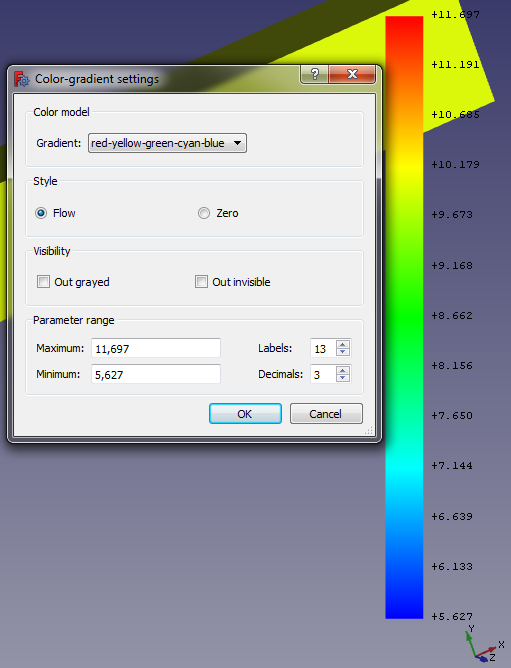 Color-gradient settings
?
Color model
Gradient: red-yellow-green-cyan-blue
Style
Flow Zero
Visibility
Out grayed Out invisible
Parameter range
Maximum: 11,697 Labels: 13
Minimum: 5,627 Decimals: 3
OK Cancel
+11.697
+11.191
+10.685
+10.179
+9.673
+9.168
+8.662
+8.156
+7.650
+7.144
+6.639
+6.133
+5.627
Y
X
Z